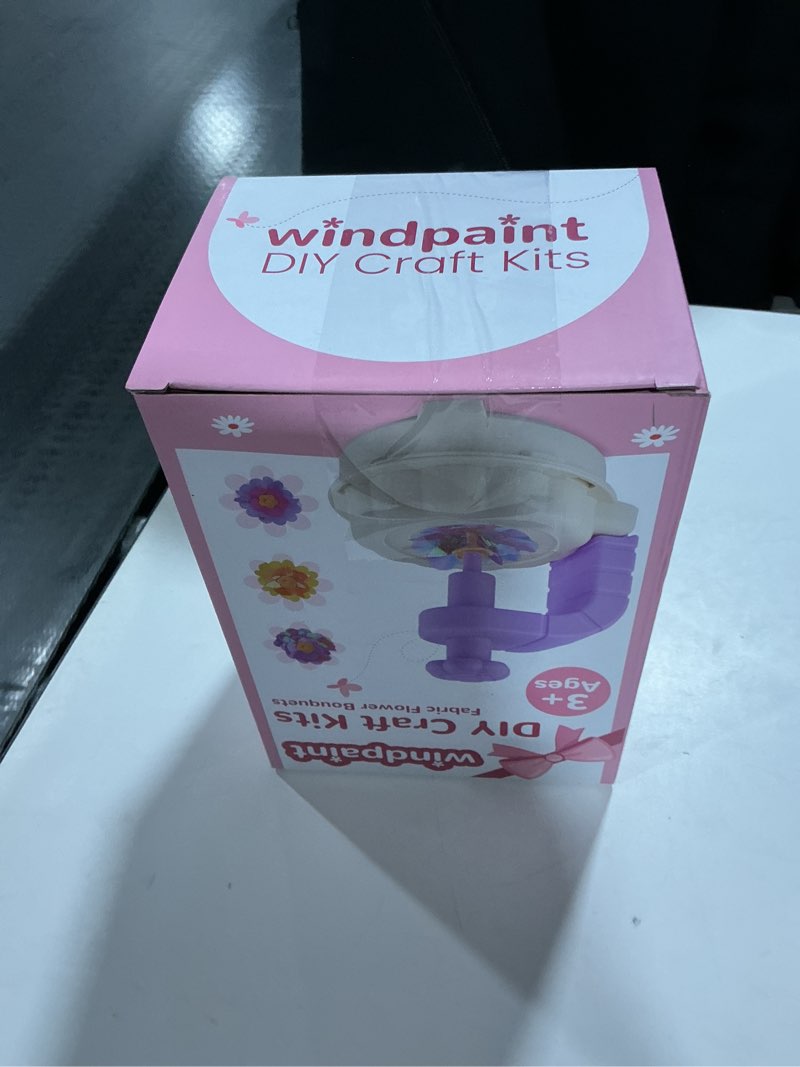 windpaint
DIY Craft Kits
windpaint
DIY Craft Kits
Fabric Flower Bouquets
3+
Ages